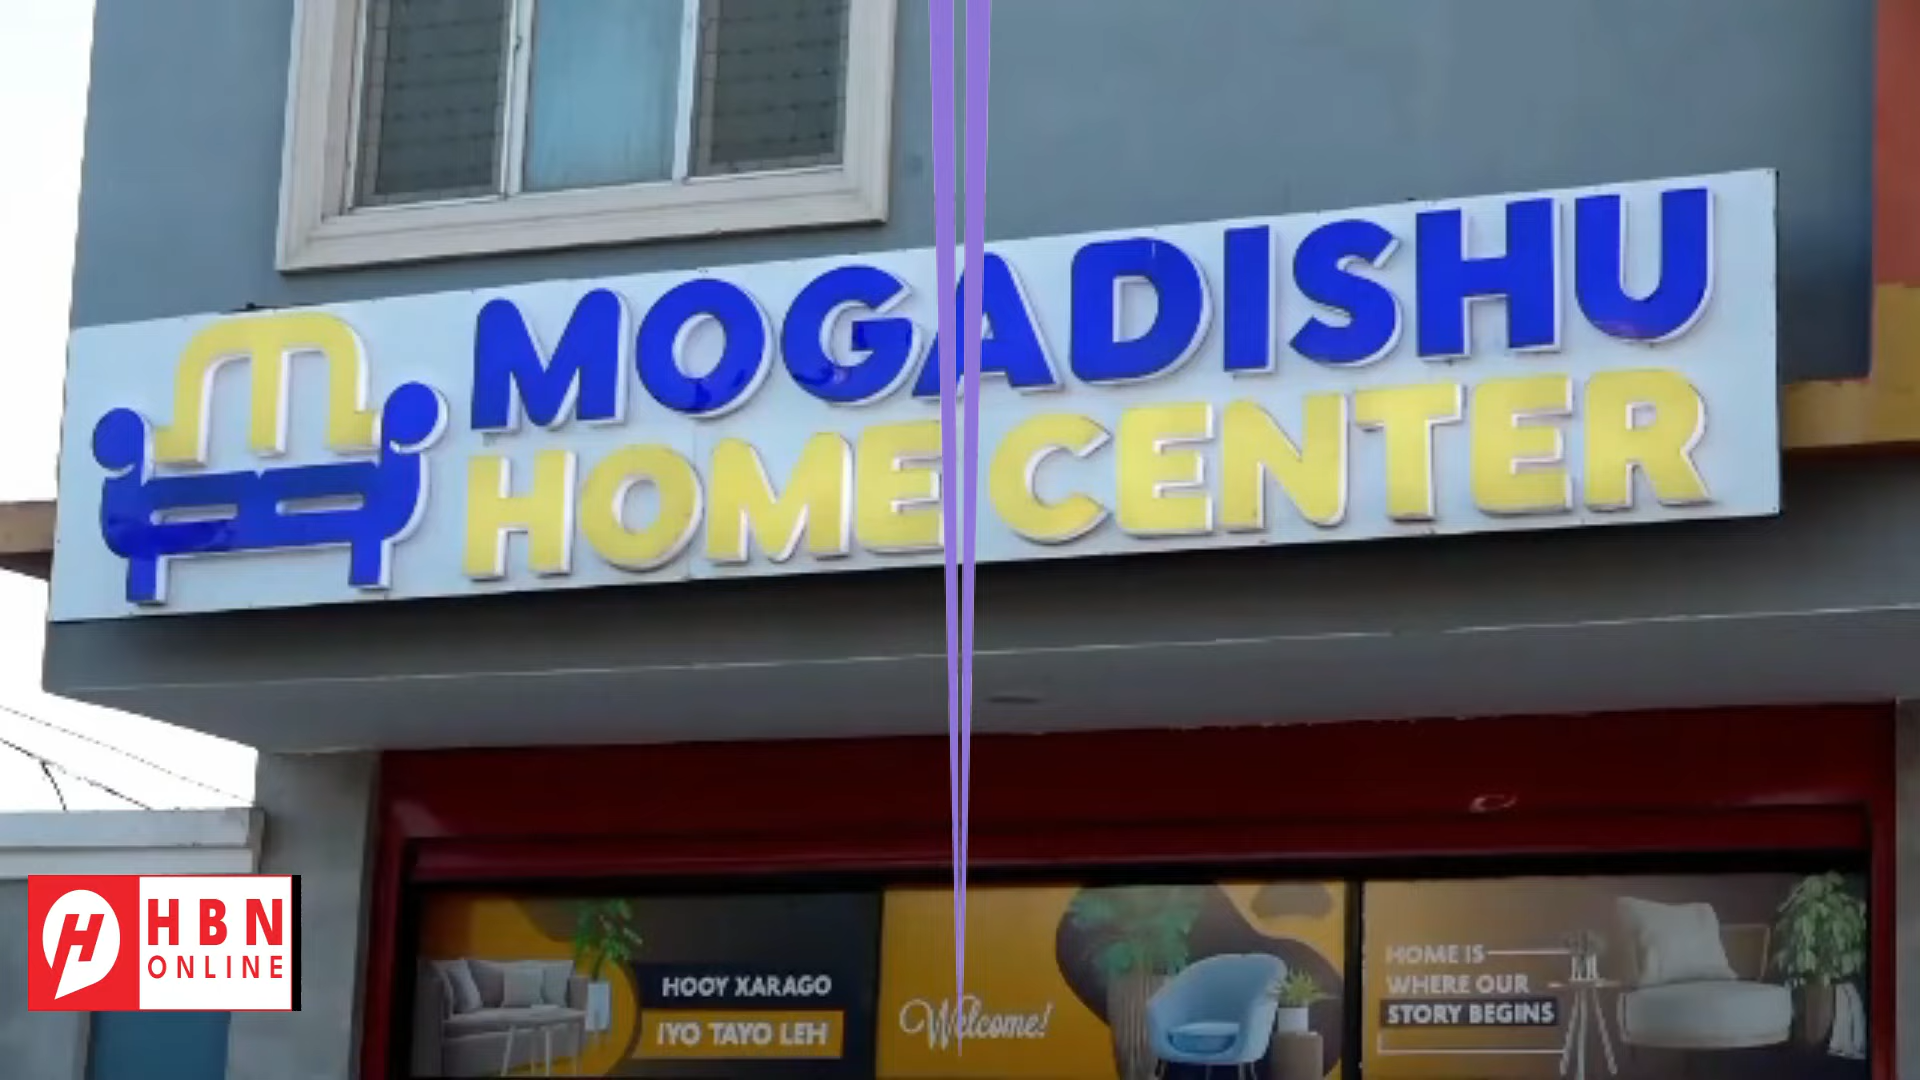 MOGADISHU
HOME CENTER
HBN
ONLINE
HOOY XARAGO
IYO TAYO LEH
Welcome!
HOME IS
WHERE OUR
STORY BEGINS